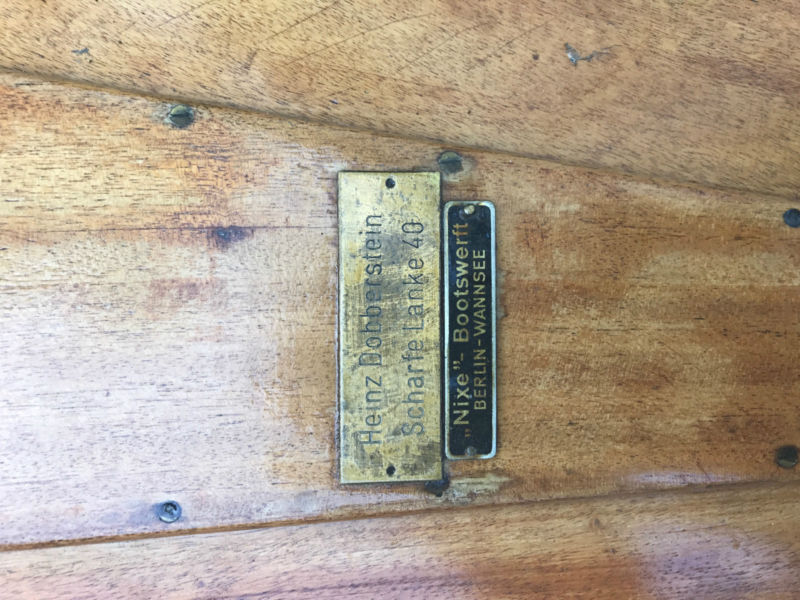 Heinz Dobberstein
Scharfe Lanke 40
„Nixe”- Bootswerft
BERLIN-WANNSEE